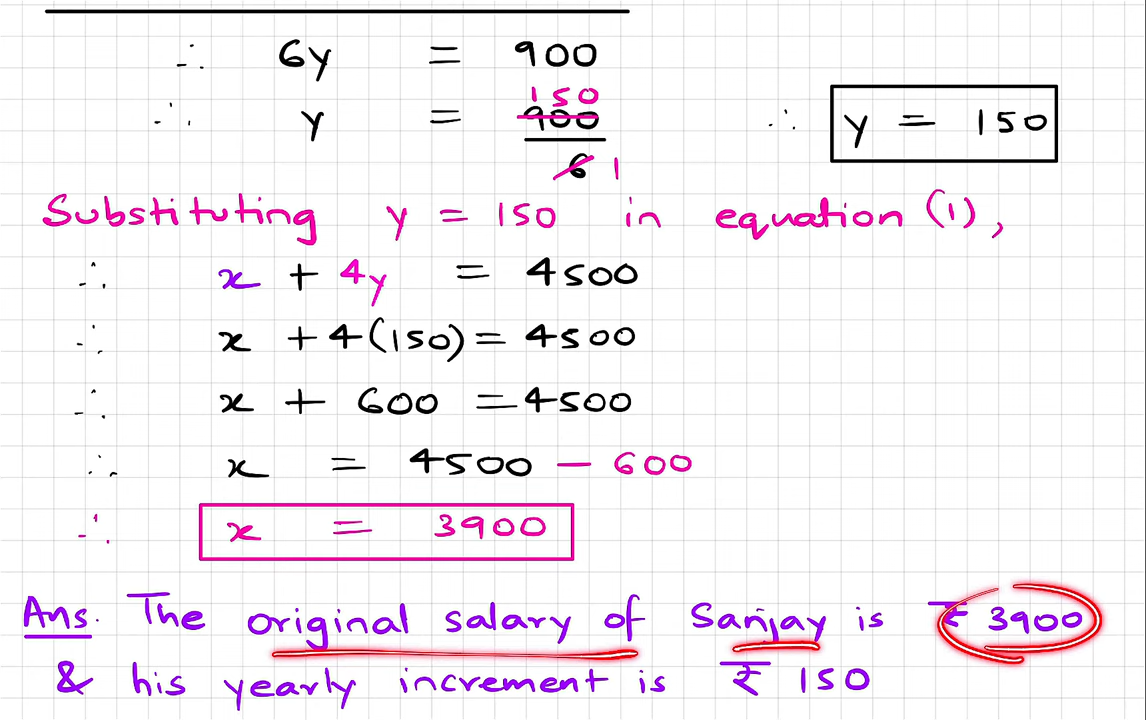 ∴ 6y = 900
∴ y = 900/6 150 1 ∴ y = 150
Substituting y = 150 in equation (1),
∴ x + 4y = 4500
∴ x + 4(150) = 4500
∴ x + 600 = 4500
∴ x = 4500 − 600
∴ x = 3900
Ans. The original salary of Sanjay is ₹ 3900
& his yearly increment is ₹ 150